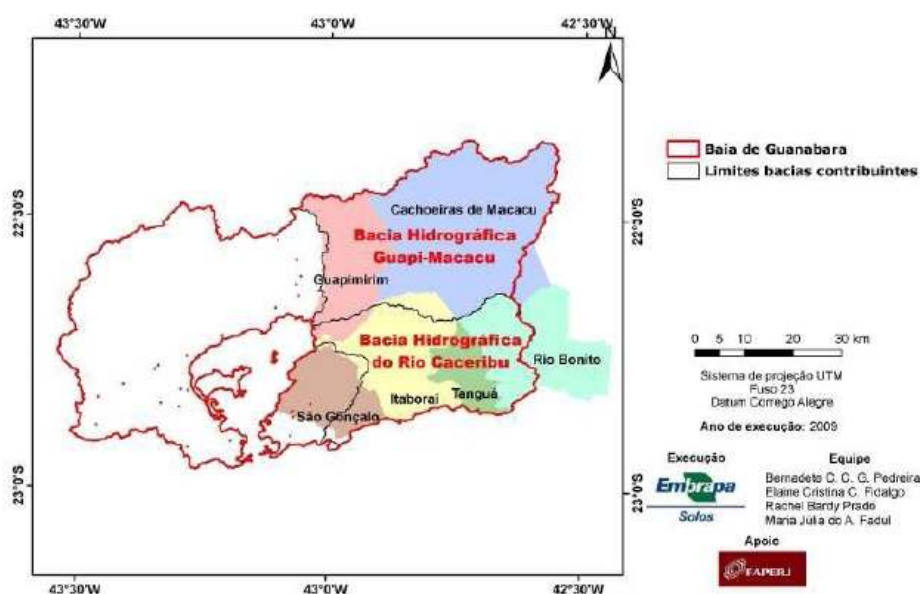 43°30'W
43°0'W
42°30'W
N
22°30'S
22°30'S
Baia de Guanabara
Limites bacias contribuintes
Cachoeiras de Macacu
Bacia Hidrográfica
Guapi-Macacu
Guapimirim
Bacia Hidrográfica
do Rio Caceribu
Rio Bonito
Tanguá
Itaborai
São Gonçalo
0 5 10 20 30 km
Sistema de projeção UTM
Fuso 23
Datum Corrego Alegre
Ano de execução: 2009
23°0'S
23°0'S
Execução
Equipe
Embrapa
Solos
Bernadete C. C. G. Pedreira
Elaine Cristina C. Fidalgo
Rachel Bardy Prado
Maria Júlia do A. Fadul
Apoio
FAPERJ
43°30'W
43°0'W
42°30'W